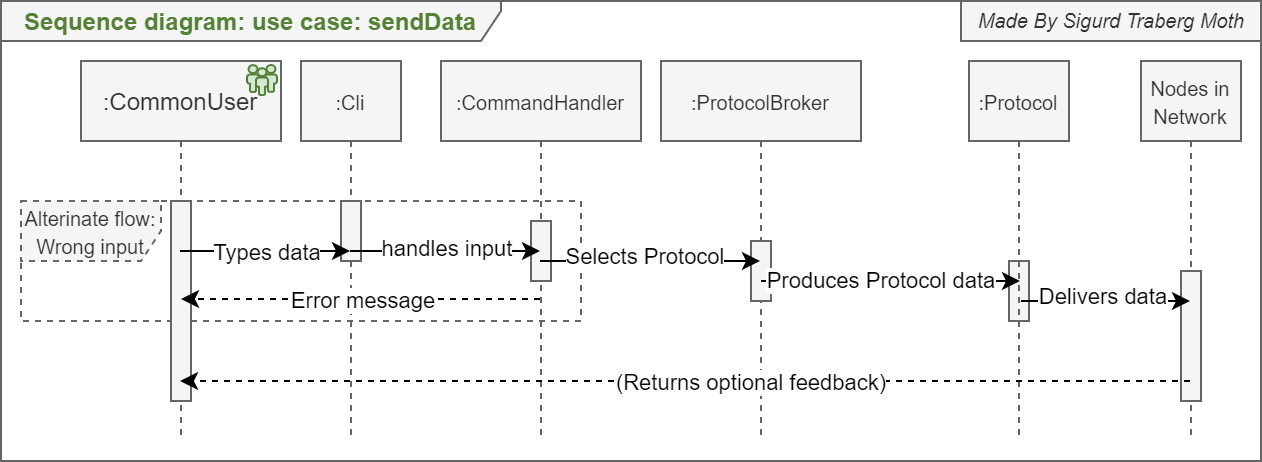 Sequence diagram: use case: sendData
Made By Sigurd Traberg Moth
:CommonUser
:Cli
:CommandHandler
:ProtocolBroker
:Protocol
Nodes in
Network
Alterinate flow:
Wrong input
Types data
handles input
Selects Protocol
Produces Protocol data
Delivers data
Error message
(Returns optional feedback)